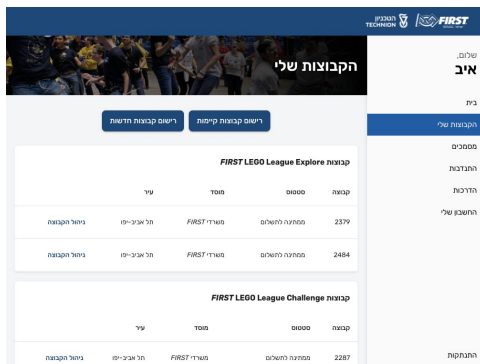 FIRST
ISRAEL ישראל
הטכניון
TECHNION
שלום,
איב
בית
הקבוצות שלי
מסמכים
התנדבות
הדרכות
החשבון שלי
התנתקות
הקבוצות שלי
רישום קבוצות קיימות
רישום קבוצות חדשות
קבוצות FIRST LEGO League Explore
קבוצה סטטוס מוסד עיר
2379 ממתינה לתשלום משרדי FIRST תל אביב-יפו ניהול הקבוצה
2484 ממתינה לתשלום משרדי FIRST תל אביב-יפו ניהול הקבוצה
קבוצות FIRST LEGO League Challenge
קבוצה סטטוס מוסד עיר
2287 ממתינה לתשלום משרדי FIRST תל אביב-יפו ניהול הקבוצה